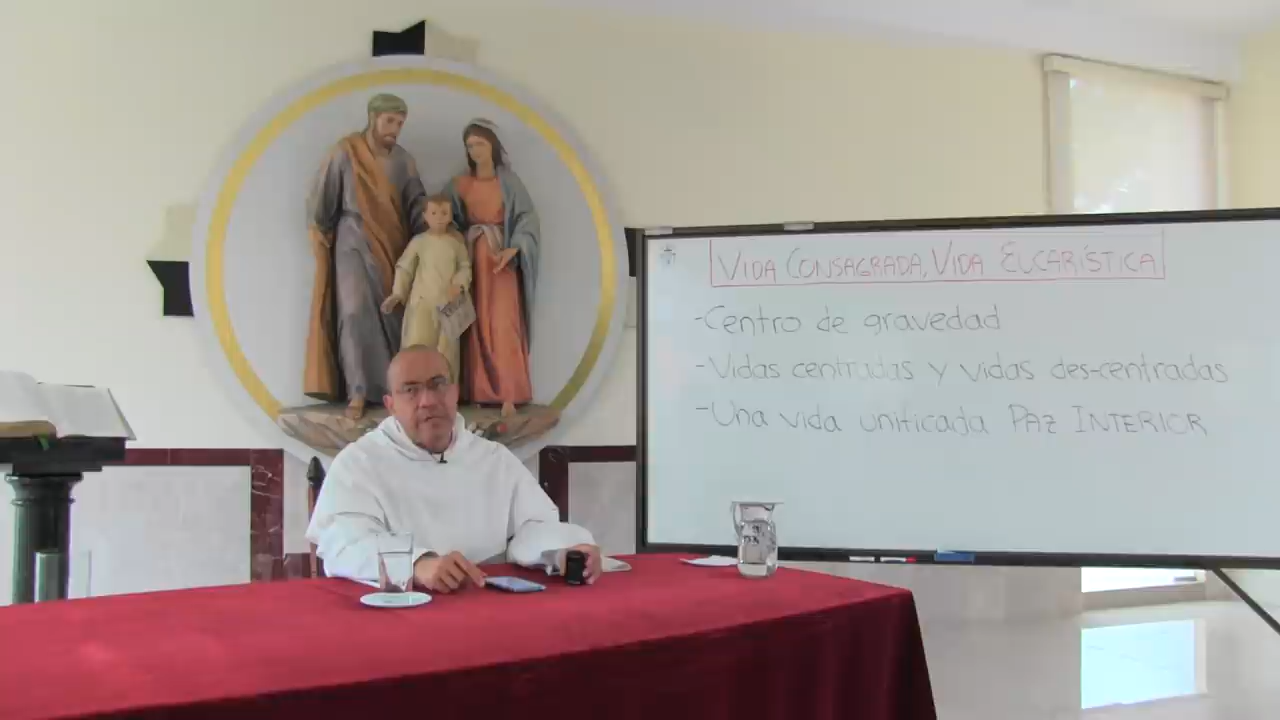 VIDA CONSAGRADA, VIDA EUCARÍSTICA
-Centro de gravedad
-Vidas centradas y vidas des-centradas
-Una vida unificada PAZ INTERIOR